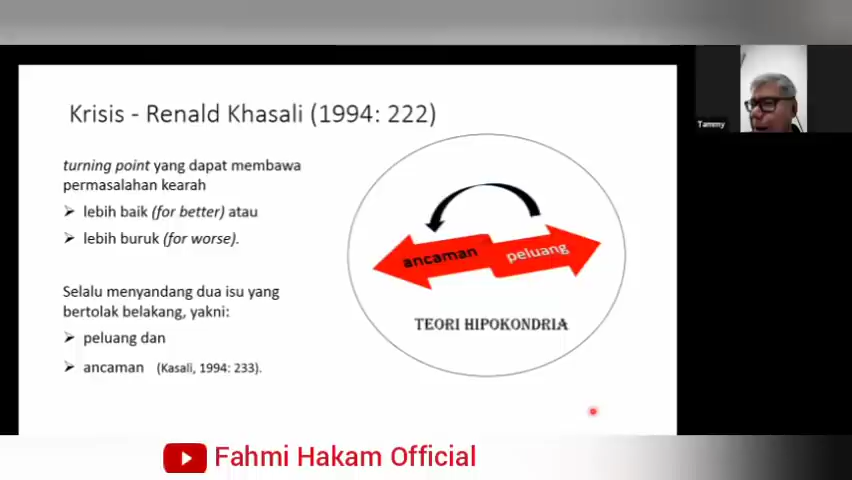 Krisis - Renald Khasali (1994: 222)
turning point yang dapat membawa
permasalahan kearah
➢ lebih baik (for better) atau
➢ lebih buruk (for worse).
Selalu menyandang dua isu yang
bertolak belakang, yakni:
➢ peluang dan
➢ ancaman (Kasali, 1994: 233).
ancaman
peluang
TEORI HIPOKONDRIA
Tammy
Fahmi Hakam Official